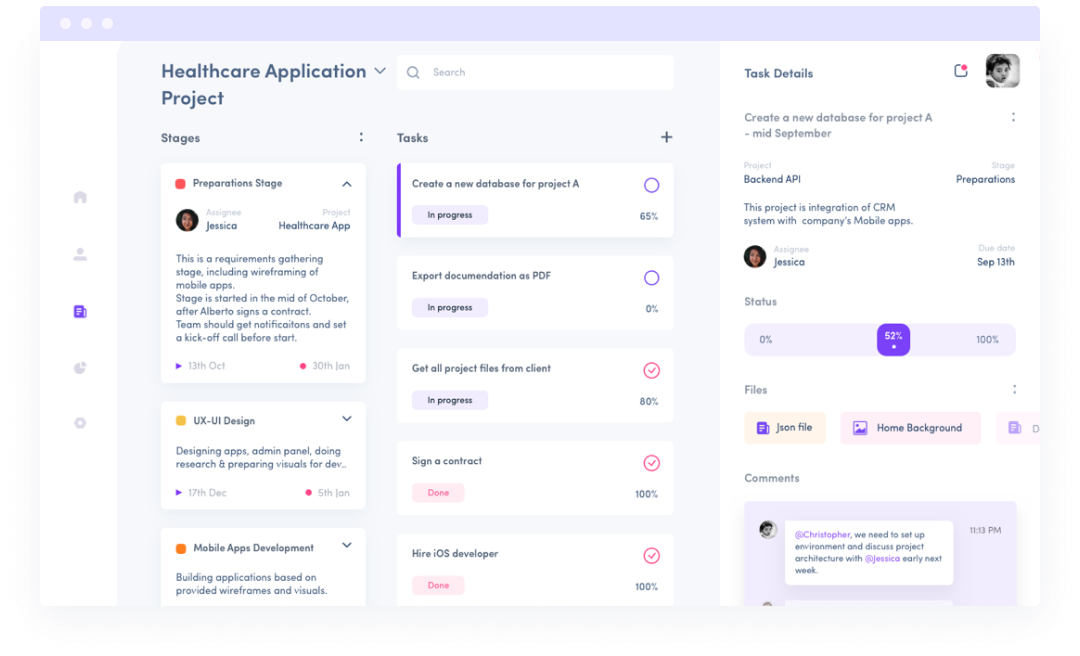 Healthcare Application
Project
Search
Stages
Preparations Stage
Assignee
Project
Jessica
Healthcare App
This is a requirements gathering
stage, including wireframing of
mobile apps.
Stage is started in the mid of October,
after Alberto signs a contract.
Team should get notificaitons and set
a kick-off call before start.
13th Oct
30th Jan
UX-UI Design
Designing apps, admin panel, doing
research & preparing visuals for dev..
17th Dec
5th Jan
Mobile Apps Development
Building applications based on
provided wireframes and visuals.
Tasks
Create a new database for project A
In progress
65%
Export documendation as PDF
In progress
0%
Get all project files from client
In progress
80%
Sign a contract
Done
100%
Hire iOS developer
Done
100%
Task Details
Create a new database for project A
- mid September
Project
Stage
Backend API
Preparations
This project is integration of CRM
system with company's Mobile apps.
Assignee
Due date
Jessica
Sep 13th
Status
0%
52%
100%
Files
Json file
Home Background
Comments
@Christopher, we need to set up
environment and discuss project
architecture with @Jessica early next
week.
11:13 PM